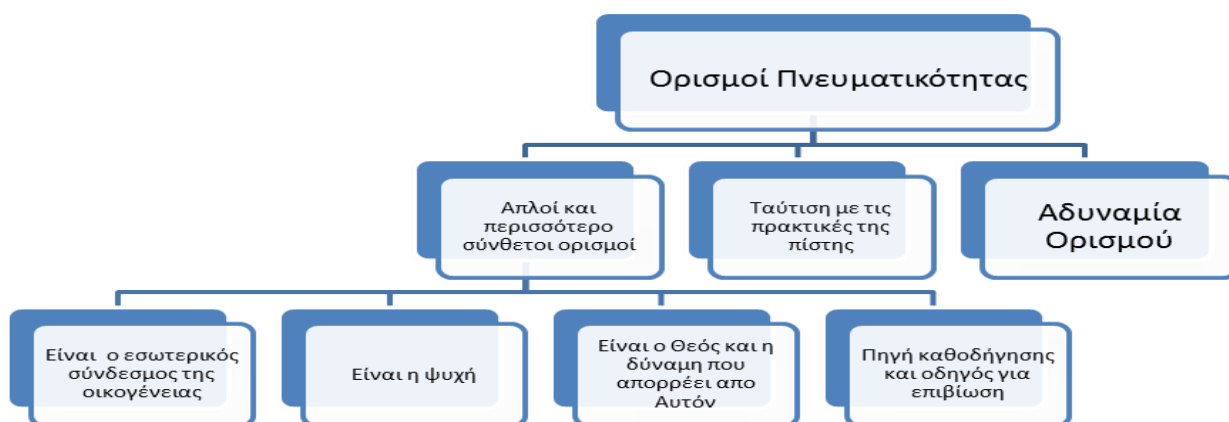 Ορισμοί Πνευματικότητας
Απλοί και
περισσότερο
σύνθετοι ορισμοί
Ταύτιση με τις
πρακτικές της
πίστης
Αδυναμία
Ορισμού
Είναι ο εσωτερικός
σύνδεσμος της
οικογένειας
Είναι η ψυχή
Είναι ο Θεός και η
δύναμη που
απορρέει απο
Αυτόν
Πηγή καθοδήγησης
και οδηγός για
επιβίωση